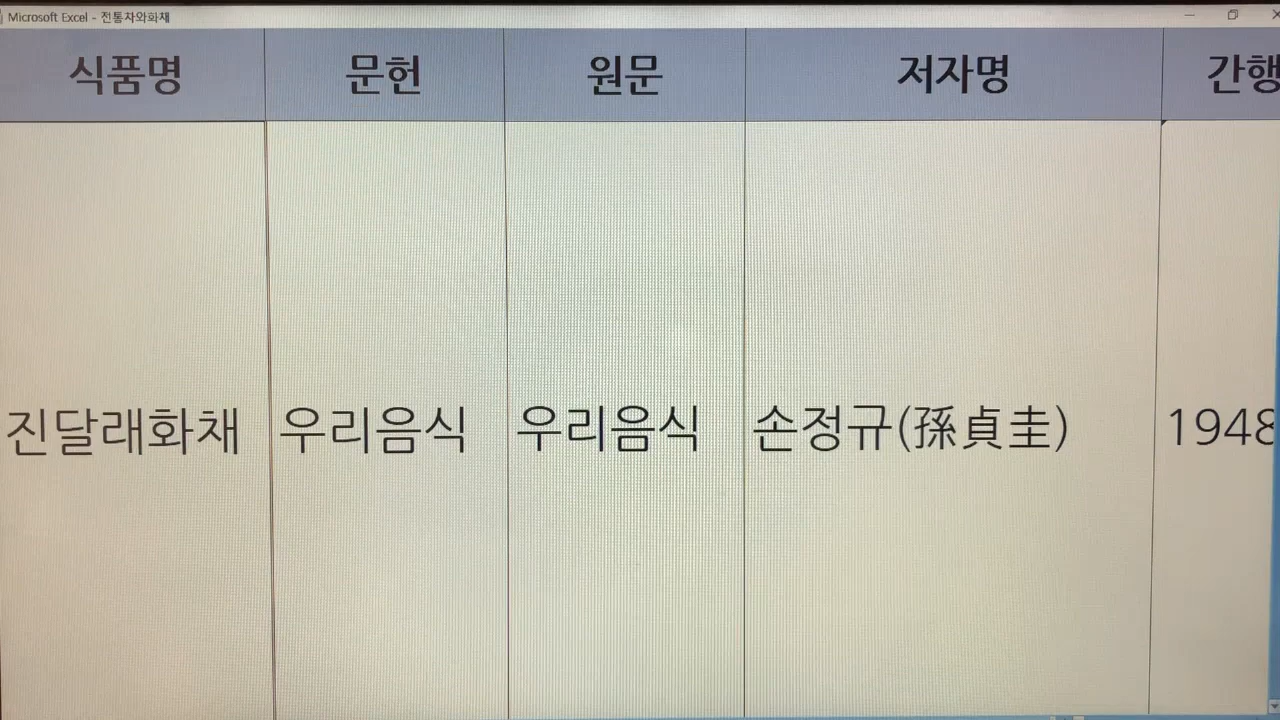 Microsoft Excel - 전통차와화채
식품명 문헌 원문 저자명 간행
진달래화채 우리음식 우리음식 손정규(孫貞圭) 1948